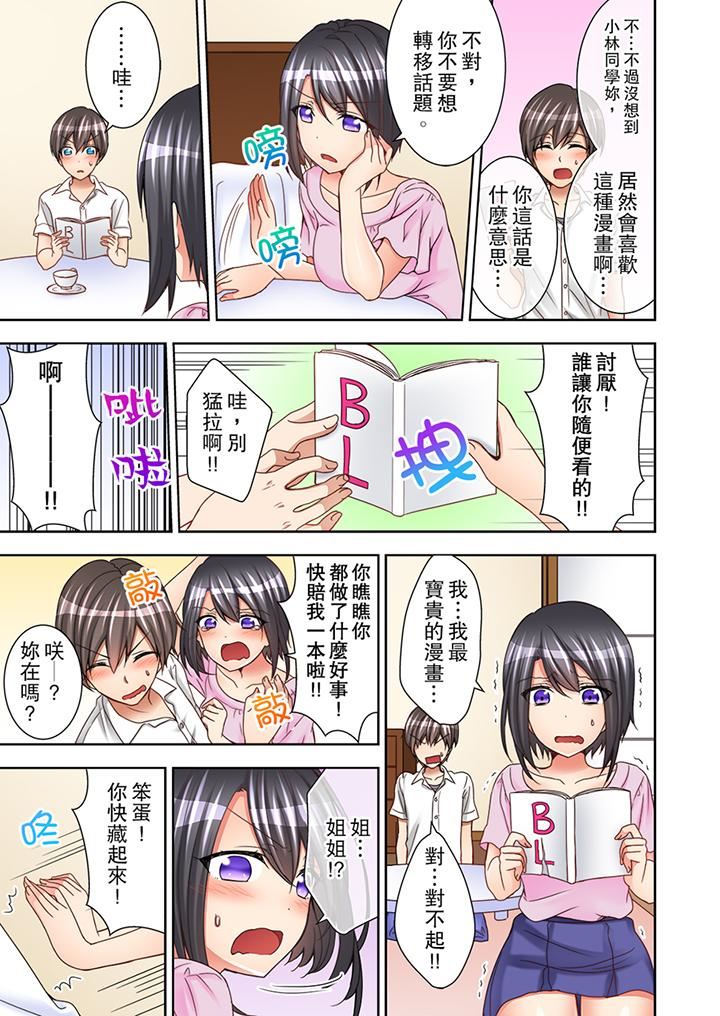 不…不過沒想到
小林同學妳，
居然會喜歡
這種漫畫啊…
你這話是
什麼意思…
不對，
你不要想
轉移話題。
嗙
嗙
……哇…
B
討厭！
誰讓你隨便看的!!
拽
BL
哇，別
猛拉啊!!
啊———!!
呲
啦
我…我最
寶貴的漫畫…
BL
對…對不起!!
你瞧瞧你
都做了什麼好事！
快賠我一本啦!!
敲
敲
咲—？
妳在嗎？
姐…
姐姐!?
笨蛋！
你快藏起來！
咚